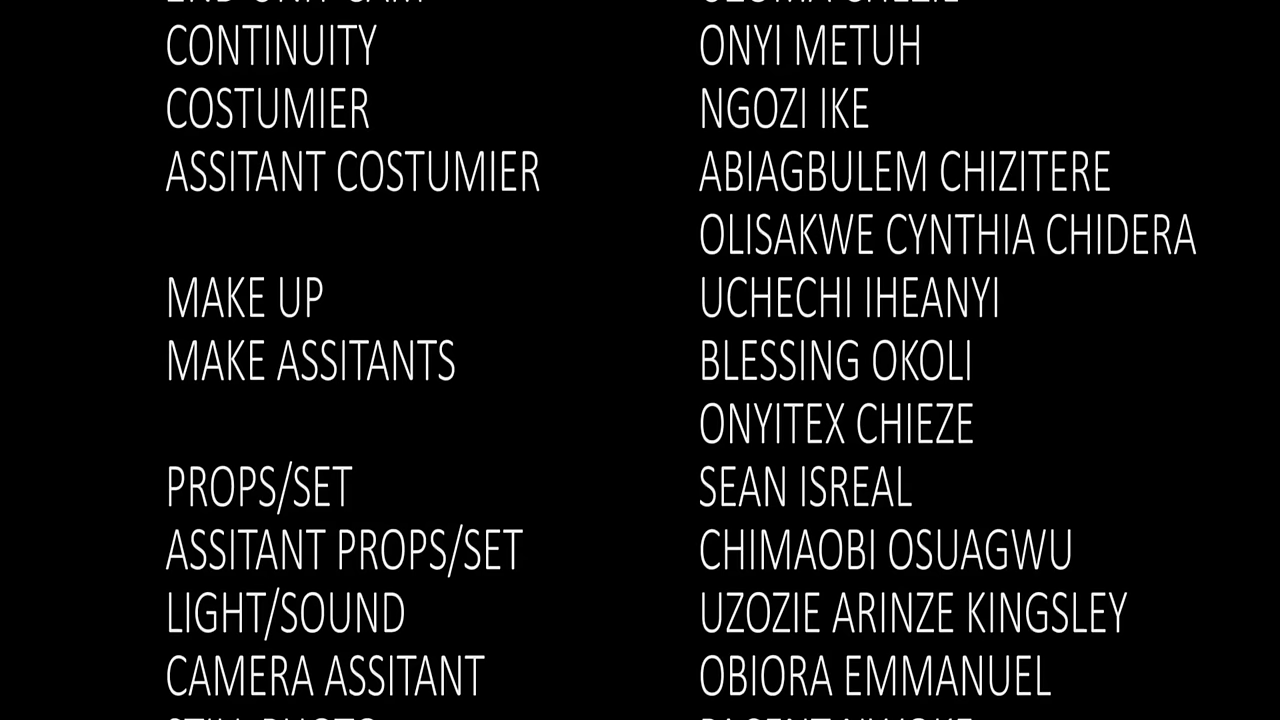 CONTINUITY ONYI METUH
COSTUMIER NGOZI IKE
ASSITANT COSTUMIER ABIAGBULEM CHIZITERE
OLISAKWE CYNTHIA CHIDERA
MAKE UP UCHECHI IHEANYI
MAKE ASSITANTS BLESSING OKOLI
ONYITEX CHIEZE
PROPS/SET SEAN ISREAL
ASSITANT PROPS/SET CHIMAOBI OSUAGWU
LIGHT/SOUND UZOZIE ARINZE KINGSLEY
CAMERA ASSITANT OBIORA EMMANUEL